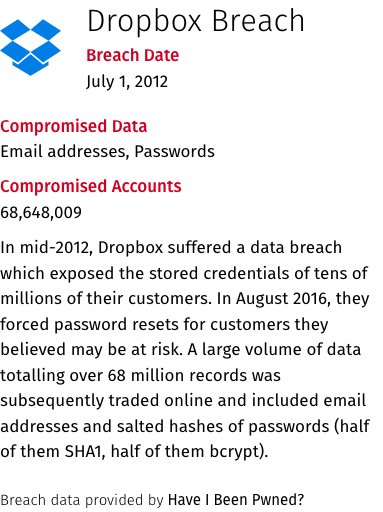 Dropbox Breach
Breach Date
July 1, 2012
Compromised Data
Email addresses, Passwords
Compromised Accounts
68,648,009
In mid-2012, Dropbox suffered a data breach
which exposed the stored credentials of tens of
millions of their customers. In August 2016, they
forced password resets for customers they
believed may be at risk. A large volume of data
totalling over 68 million records was
subsequently traded online and included email
addresses and salted hashes of passwords (half
of them SHA1, half of them bcrypt).
Breach data provided by Have I Been Pwned?